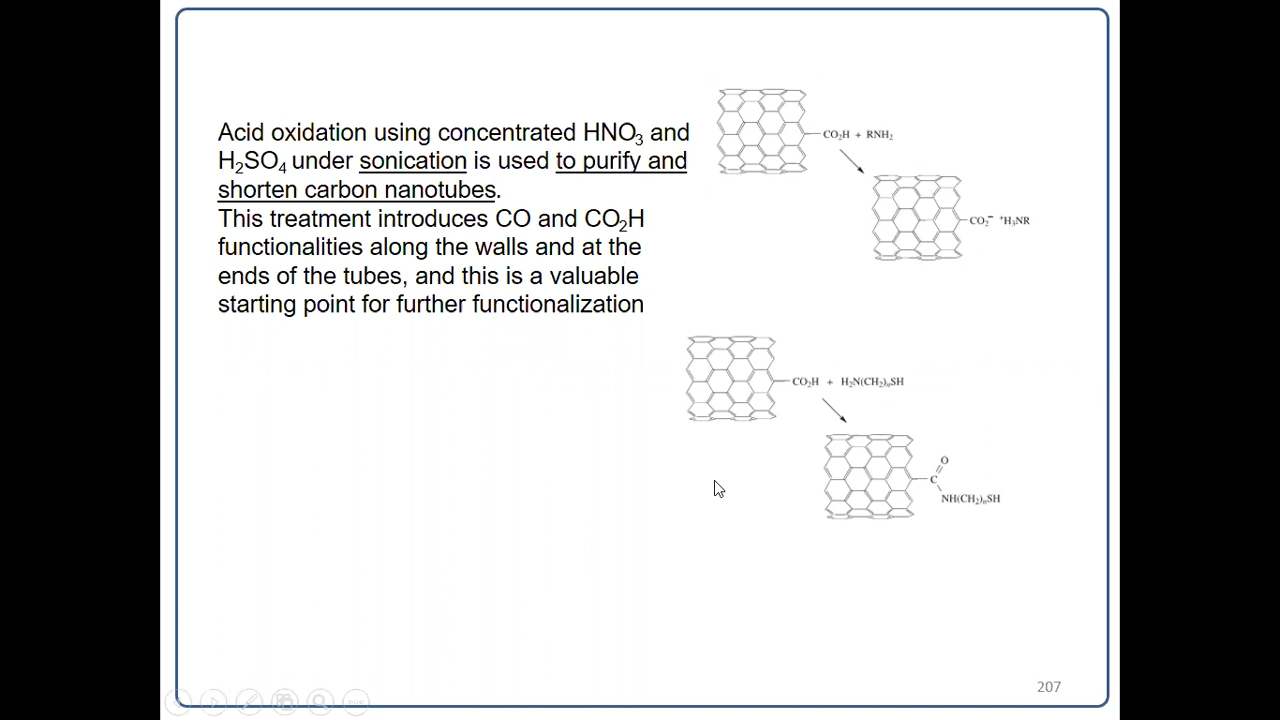 Acid oxidation using concentrated HNO3 and
H2SO4 under sonication is used to purify and
shorten carbon nanotubes.
This treatment introduces CO and CO2H
functionalities along the walls and at the
ends of the tubes, and this is a valuable
starting point for further functionalization
CO2H + RNH2
CO2− +H3NR
CO2H + H2N(CH2)nSH
O
C
NH(CH2)nSH
207